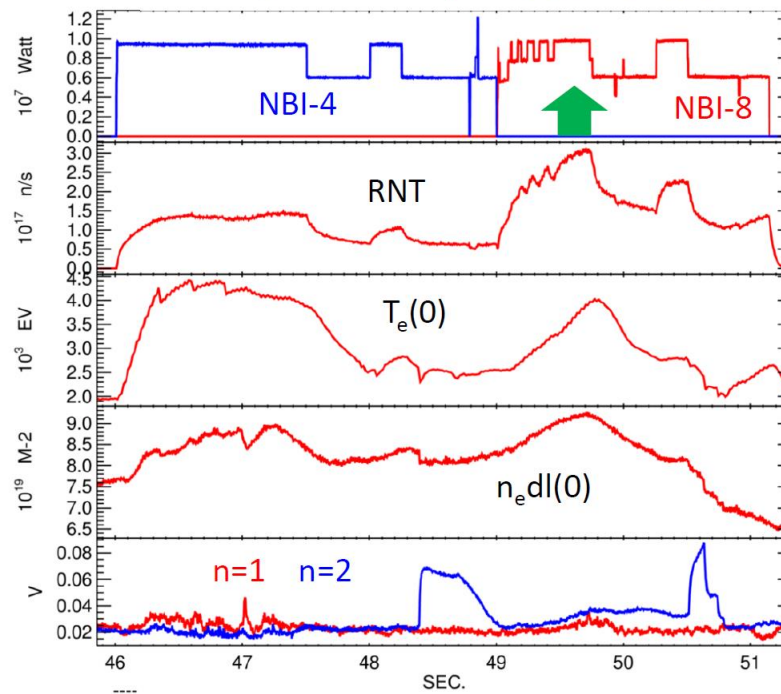 10⁷ Watt
1.2
1.0
0.8
0.6
0.4
0.2
0.0
NBI-4
NBI-8
10¹⁷ n/s
3.0
2.5
2.0
1.5
1.0
0.5
0.0
RNT
10³ EV
4.5
4.0
3.5
3.0
2.5
2.0
Tₑ(0)
10¹⁹ M-2
9.0
8.5
8.0
7.5
7.0
6.5
nₑdl(0)
V
0.08
0.06
0.04
0.02
n=1 n=2
46 47 48 49 50 51
SEC.
----